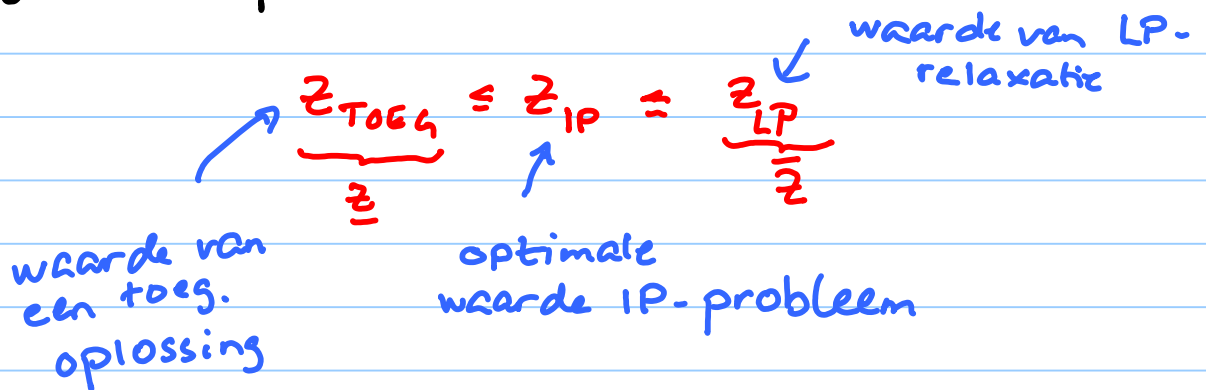 waarde van LP-
relaxatie
z_TOEG ≤ z_IP ≤ z_LP
z̲ z̄
waarde van
een toeg.
oplossing
optimale
waarde IP-probleem